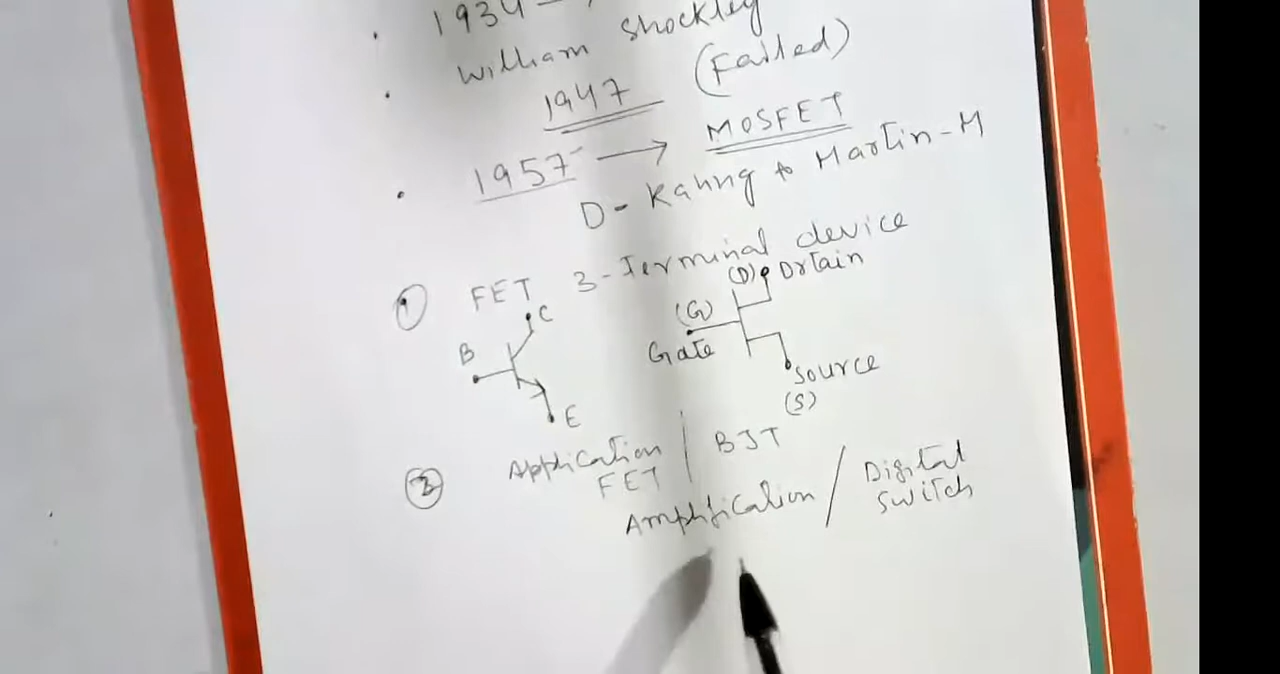 1934
William Shockley
1947 (Failed)
1957 → MOSFET
D- Kahng & Martin-M
① FET 3-Terminal device
(D) Drain
(G)
Gate
Source
(S)
B
C
E
② Application
FET | BJT
Amplification / Digital
Switch